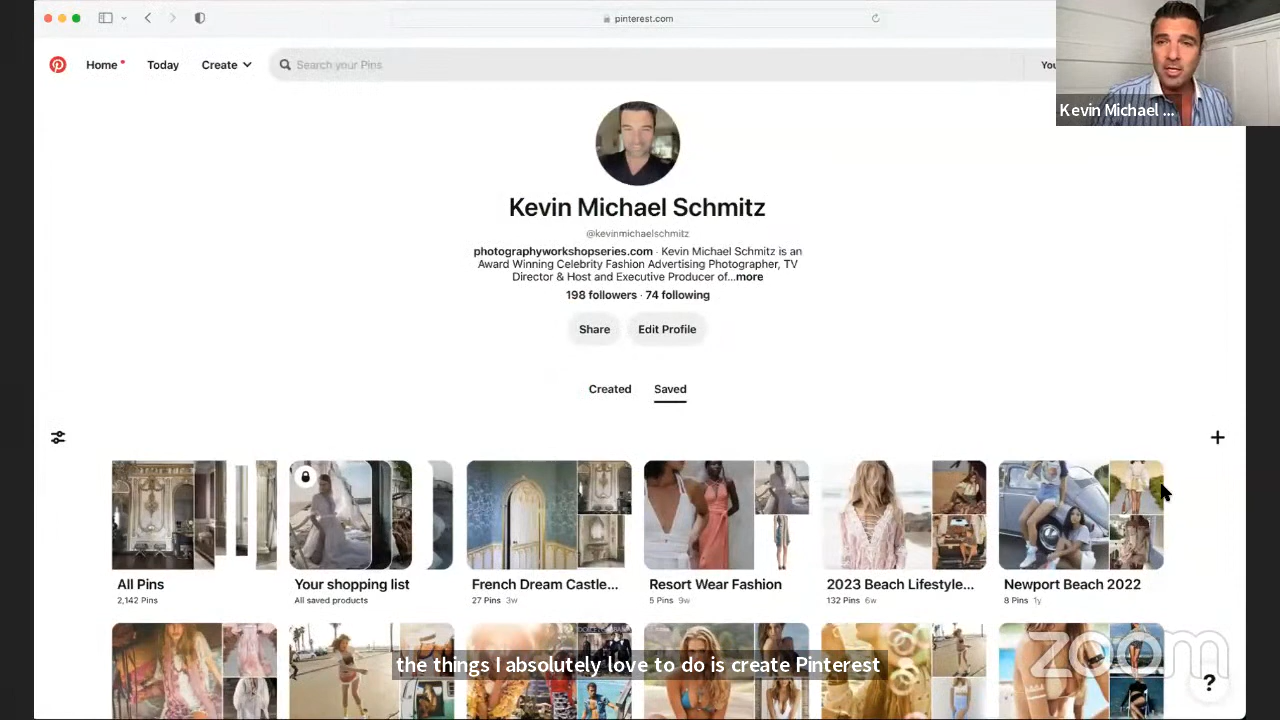 pinterest.com
Home
Today
Create
Search your Pins
You
Kevin Michael ...
Kevin Michael Schmitz
@kevinmichaelschmitz
photographyworkshopseries.com · Kevin Michael Schmitz is an
Award Winning Celebrity Fashion Advertising Photographer, TV
Director & Host and Executive Producer of...more
198 followers · 74 following
Share
Edit Profile
Created
Saved
All Pins
2,142 Pins
Your shopping list
All saved products
French Dream Castle...
27 Pins 3w
Resort Wear Fashion
5 Pins 9w
2023 Beach Lifestyle...
132 Pins 6w
Newport Beach 2022
8 Pins 1y
the things I absolutely love to do is create Pinterest
zoom
?